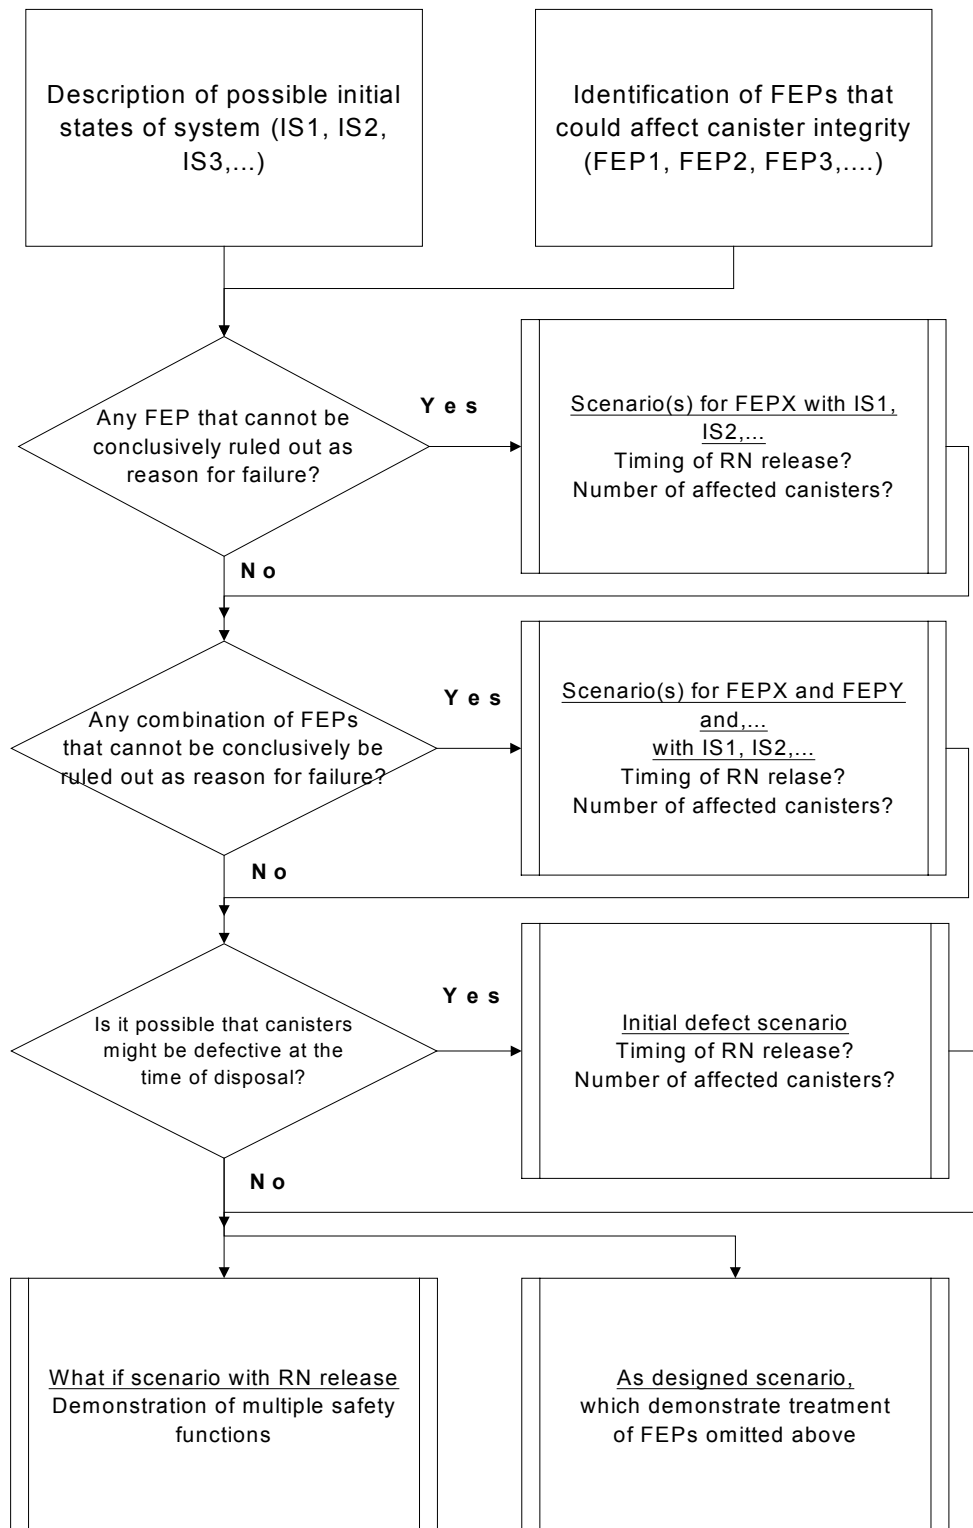 Description of possible initial
states of system (IS1, IS2,
IS3,...)
Identification of FEPs that
could affect canister integrity
(FEP1, FEP2, FEP3,....)
Any FEP that cannot be
conclusively ruled out as
reason for failure?
Yes
Scenario(s) for FEPX with IS1,
IS2,...
Timing of RN release?
Number of affected canisters?
No
Any combination of FEPs
that cannot be conclusively be
ruled out as reason for failure?
Yes
Scenario(s) for FEPX and FEPY
and,...
with IS1, IS2,...
Timing of RN relase?
Number of affected canisters?
No
Is it possible that canisters
might be defective at the
time of disposal?
Yes
Initial defect scenario
Timing of RN release?
Number of affected canisters?
No
What if scenario with RN release
Demonstration of multiple safety
functions
As designed scenario,
which demonstrate treatment
of FEPs omitted above